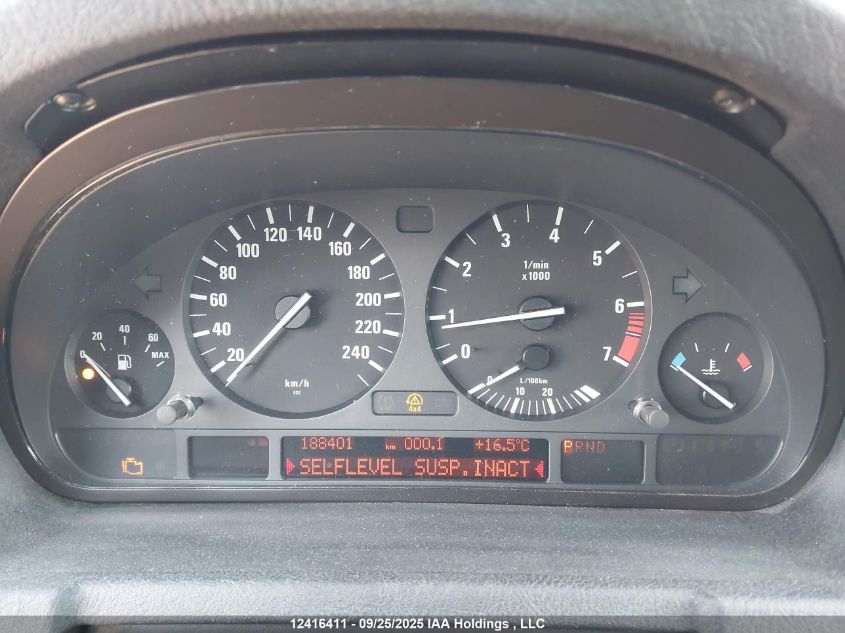 20 40 60 80 100 120 140 160 180 200 220 240
km/h
0 1 2 3 4 5 6 7
1/min
x 1000
0 20 40 60 MAX
0 10 20
L/100km
4x4
188401 km 000.1 +16.5°C
SELFLEVEL SUSP.INACT
PRND
12416411 - 09/25/2025 IAA Holdings , LLC